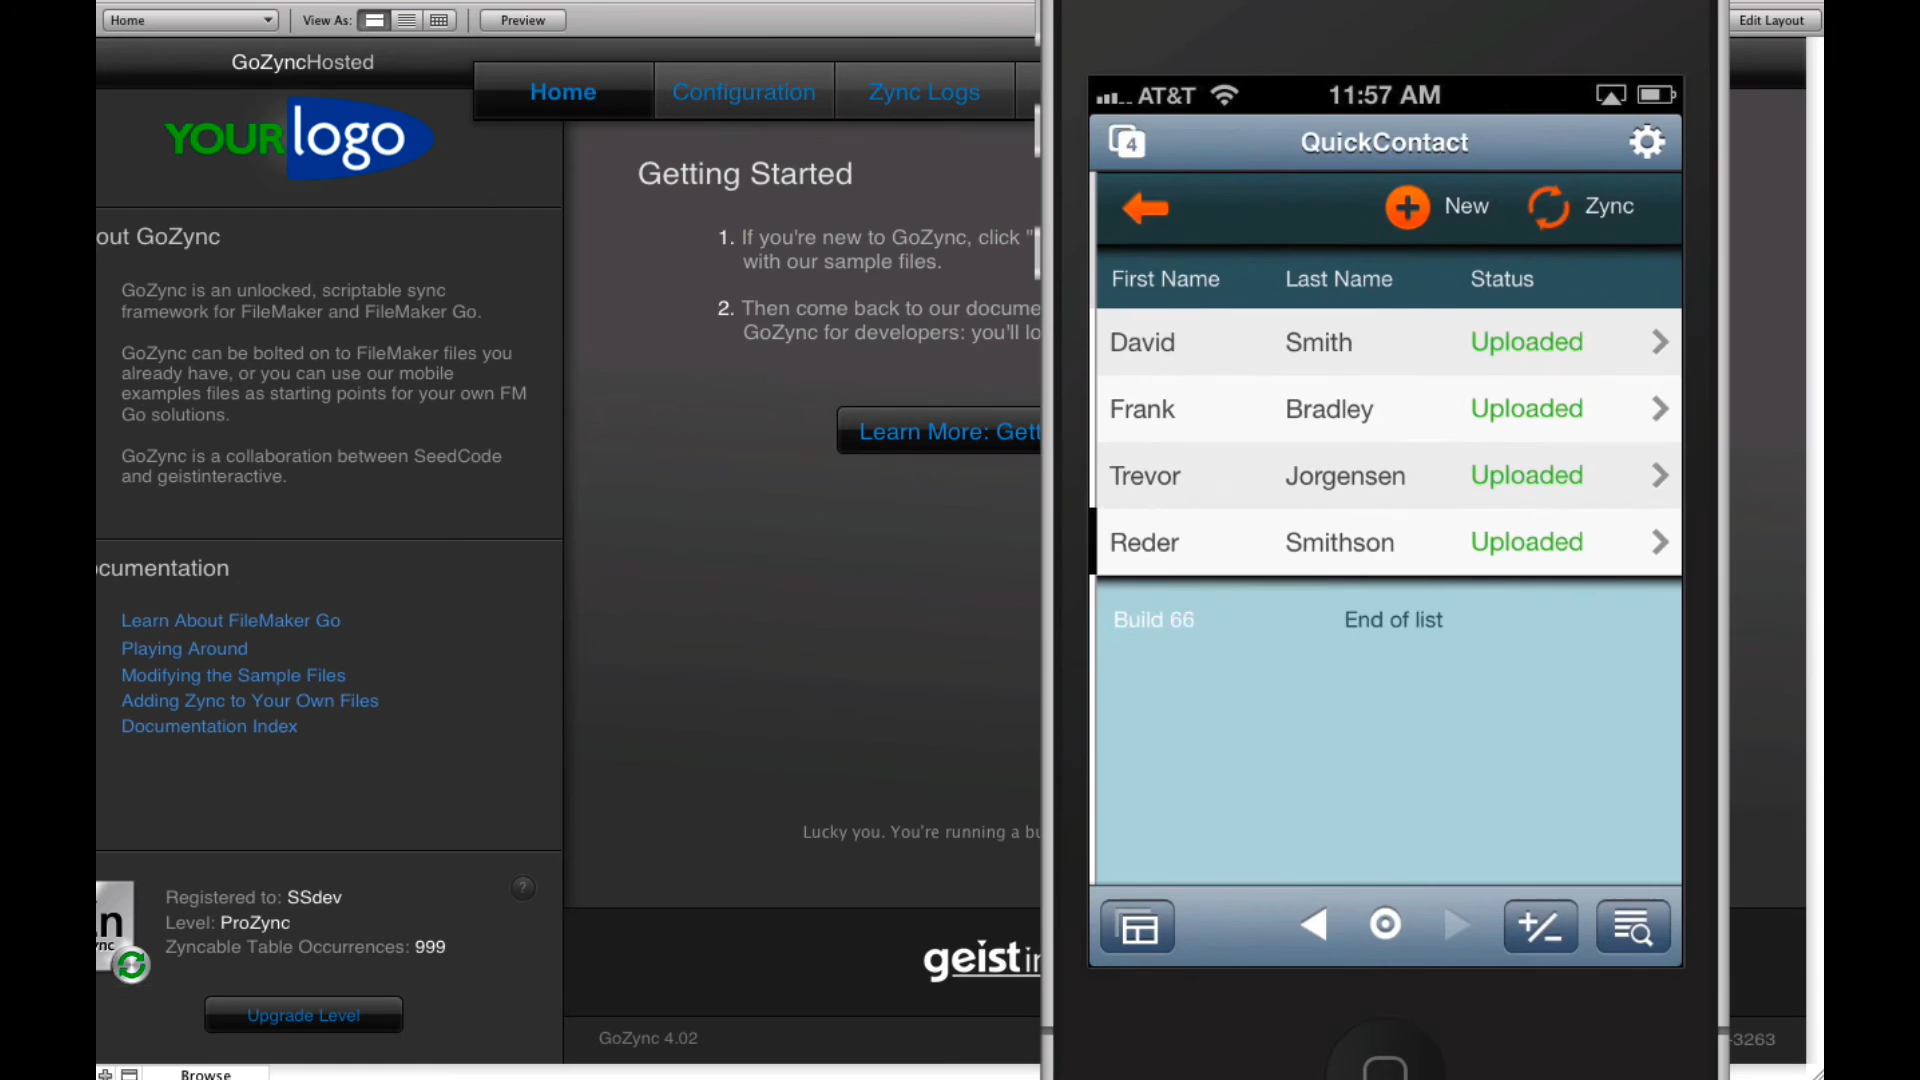 Home
View As:
Preview
Edit Layout
GoZyncHosted
YOURlogo
Home
Configuration
Zync Logs
out GoZync
GoZync is an unlocked, scriptable sync
framework for FileMaker and FileMaker Go.
GoZync can be bolted on to FileMaker files you
already have, or you can use our mobile
examples files as starting points for your own FM
Go solutions.
GoZync is a collaboration between SeedCode
and geistinteractive.
cumentation
Learn About FileMaker Go
Playing Around
Modifying the Sample Files
Adding Zync to Your Own Files
Documentation Index
Registered to: SSdev
Level: ProZync
Zyncable Table Occurrences: 999
?
Upgrade Level
Browse
Getting Started
1. If you're new to GoZync, click "
with our sample files.
2. Then come back to our docume
GoZync for developers: you'll lo
Learn More: Gett
Lucky you. You're running a bu
geist
GoZync 4.02
-3263
AT&T 11:57 AM
4 QuickContact
New Zync
First Name Last Name Status
David Smith Uploaded
Frank Bradley Uploaded
Trevor Jorgensen Uploaded
Reder Smithson Uploaded
Build 66 End of list